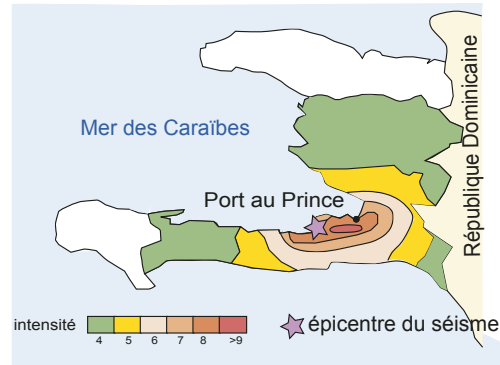 Mer des Caraïbes
République Dominicaine
Port au Prince
intensité
4 5 6 7 8 >9
épicentre du séisme